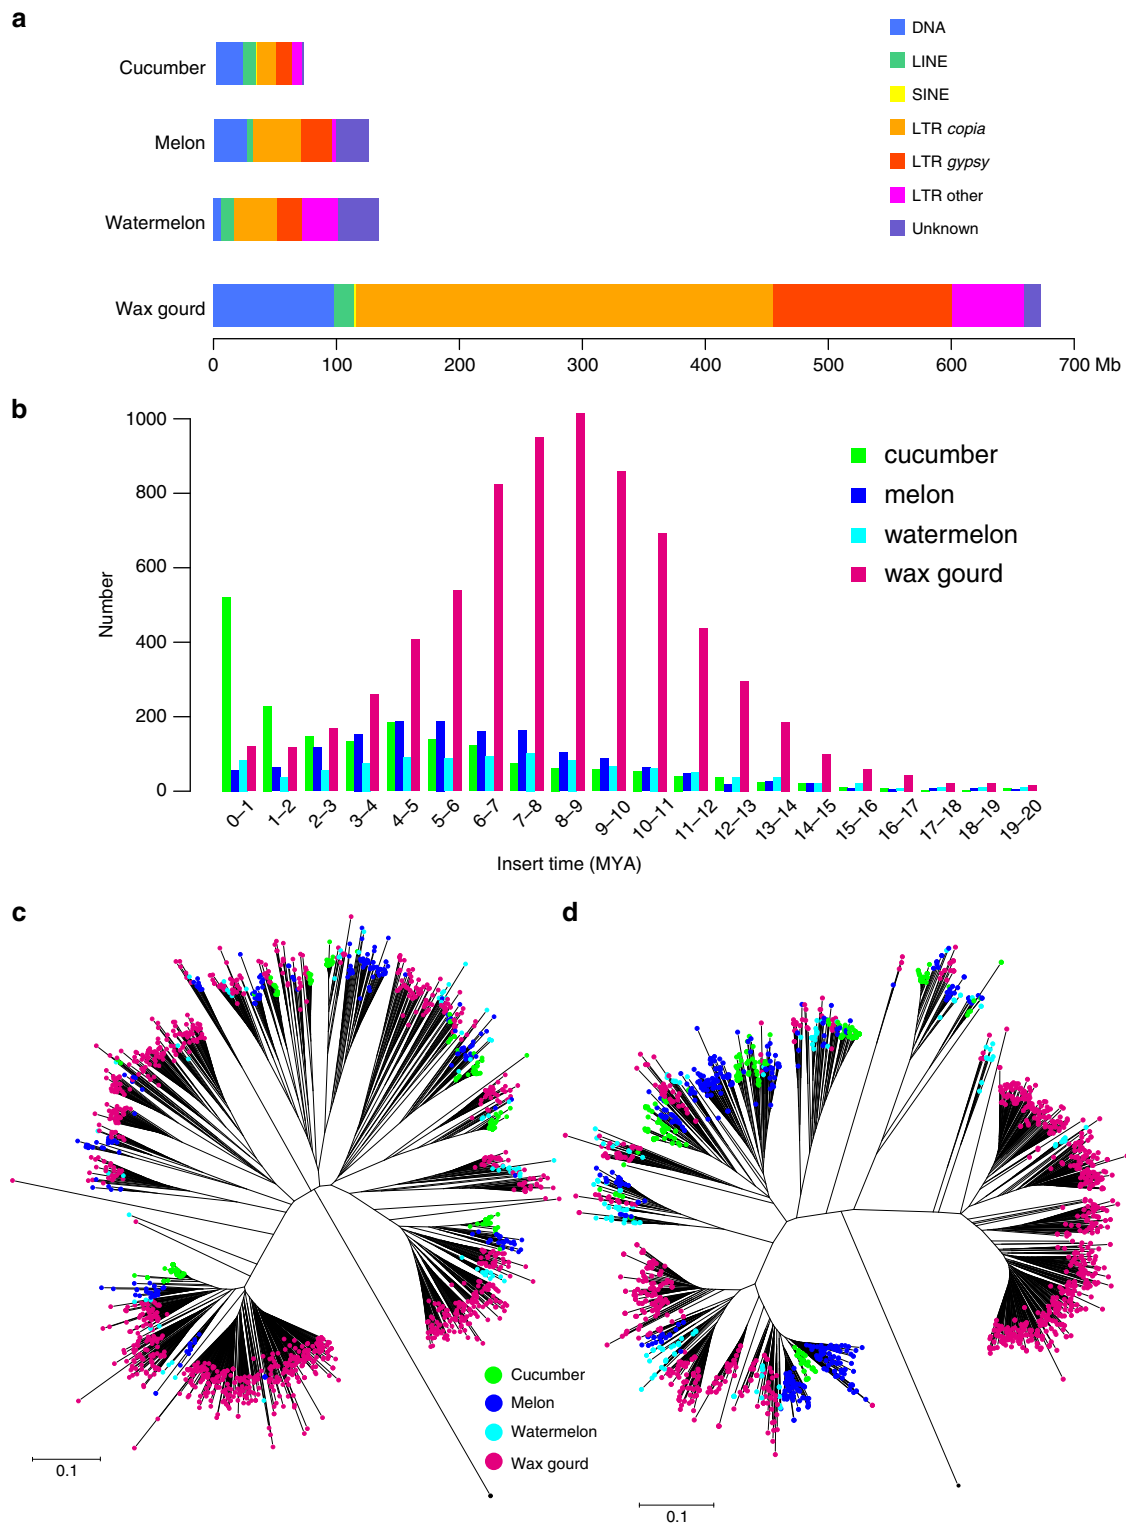 a
DNA
LINE
SINE
LTR copia
LTR gypsy
LTR other
Unknown
Cucumber
Melon
Watermelon
Wax gourd
0 100 200 300 400 500 600 700 Mb
b
1000
800
600
400
200
0
Number
cucumber
melon
watermelon
wax gourd
0–1 1–2 2–3 3–4 4–5 5–6 6–7 7–8 8–9 9–10 10–11 11–12 12–13 13–14 14–15 15–16 16–17 17–18 18–19 19–20
Insert time (MYA)
c
d
Cucumber
Melon
Watermelon
Wax gourd
0.1
0.1